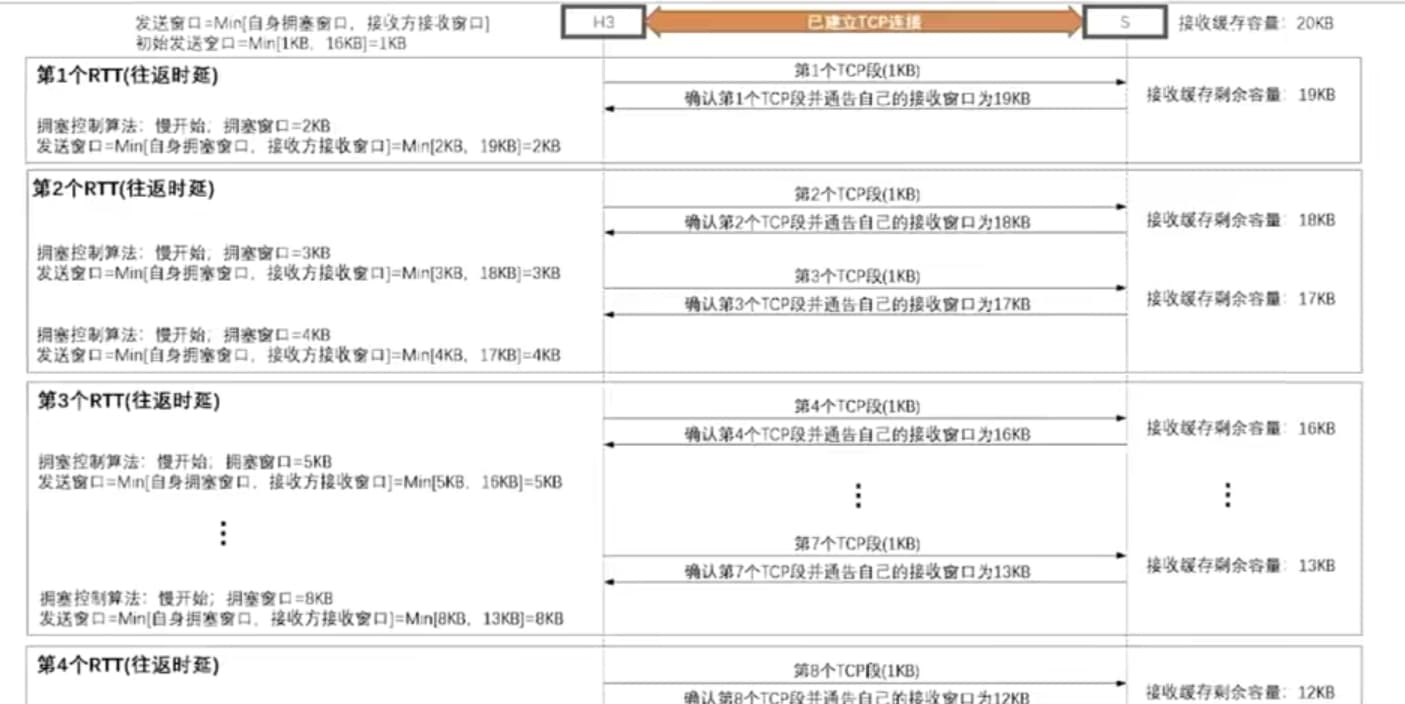 发送窗口=Min[自身拥塞窗口，接收方接收窗口]
初始发送窗口=Min[1KB，16KB]=1KB
H3
已建立TCP连接
S
接收缓存容量：20KB
第1个RTT(往返时延)
第1个TCP段(1KB)
确认第1个TCP段并通告自己的接收窗口为19KB
接收缓存剩余容量：19KB
拥塞控制算法：慢开始；拥塞窗口=2KB
发送窗口=Min[自身拥塞窗口，接收方接收窗口]=Min[2KB，19KB]=2KB
第2个RTT(往返时延)
第2个TCP段(1KB)
确认第2个TCP段并通告自己的接收窗口为18KB
接收缓存剩余容量：18KB
拥塞控制算法：慢开始；拥塞窗口=3KB
发送窗口=Min[自身拥塞窗口，接收方接收窗口]=Min[3KB，18KB]=3KB
第3个TCP段(1KB)
确认第3个TCP段并通告自己的接收窗口为17KB
接收缓存剩余容量：17KB
拥塞控制算法：慢开始；拥塞窗口=4KB
发送窗口=Min[自身拥塞窗口，接收方接收窗口]=Min[4KB，17KB]=4KB
第3个RTT(往返时延)
第4个TCP段(1KB)
确认第4个TCP段并通告自己的接收窗口为16KB
接收缓存剩余容量：16KB
拥塞控制算法：慢开始；拥塞窗口=5KB
发送窗口=Min[自身拥塞窗口，接收方接收窗口]=Min[5KB，16KB]=5KB
第7个TCP段(1KB)
确认第7个TCP段并通告自己的接收窗口为13KB
接收缓存剩余容量：13KB
拥塞控制算法：慢开始；拥塞窗口=8KB
发送窗口=Min[自身拥塞窗口，接收方接收窗口]=Min[8KB，13KB]=8KB
第4个RTT(往返时延)
第8个TCP段(1KB)
确认第8个TCP段并通告自己的接收窗口为12KB
接收缓存剩余容量：12KB